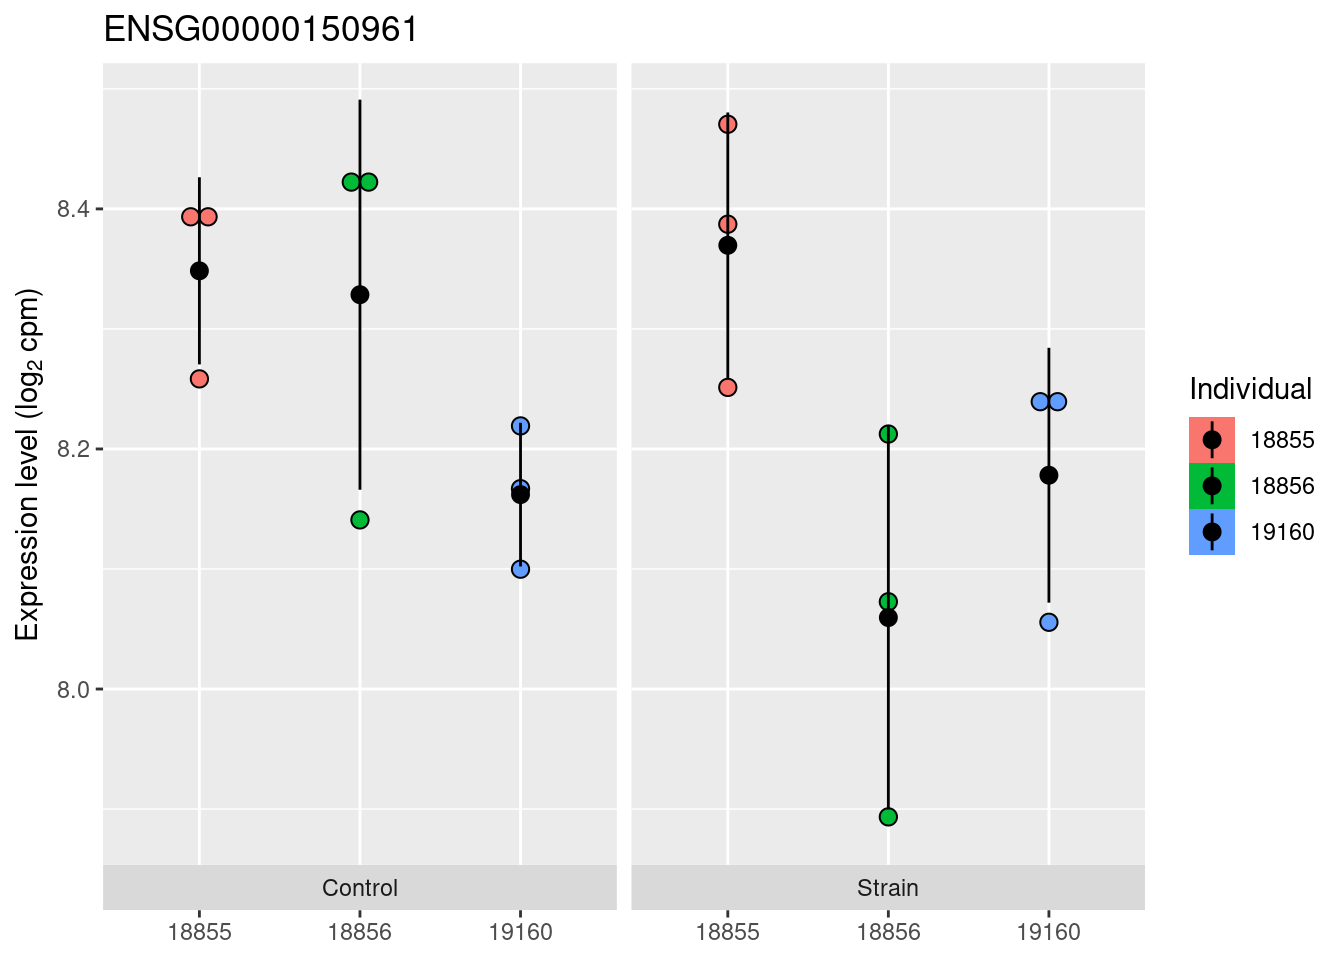 ENSG00000150961
Expression level (log₂ cpm)
8.4
8.2
8.0
Control
Strain
18855 18856 19160
18855 18856 19160
Individual
18855
18856
19160